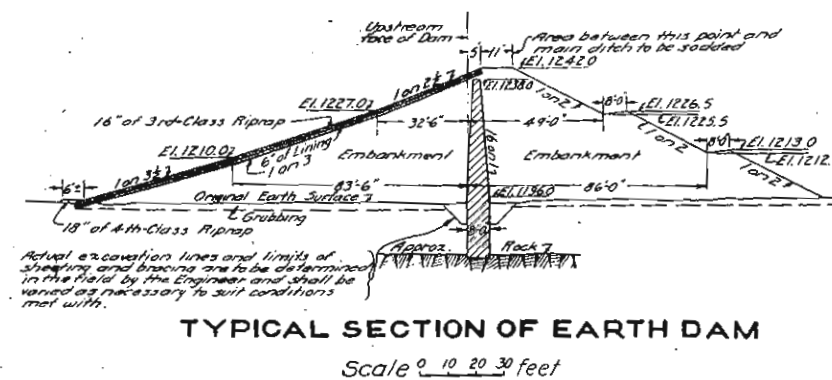 Upstream
face of Dam
5'
11'
Area between this point and
main ditch to be sodded
El.1242.0
1 on 2½
El.1238.0
El.1227.0
16" of 3rd-Class Riprap
1 on 2
8'-0"
El.1226.5
El.1225.5
32'-6"
49'-0"
El.1210.0
6" of Lining
1 on 3
Embankment
Embankment
1 on 2
8'-0"
El.1213.0
El.1212.
6"±
1 on 3½
83'-6"
86'-0"
1 on 2
Original Earth Surface
El.1196.0
Grubbing
18" of 4th-Class Riprap
8'-0"
Approx. Rock
Actual excavation lines and limits of
sheeting and bracing are to be determined
in the field by the Engineer and shall be
varied as necessary to suit conditions
met with.
TYPICAL SECTION OF EARTH DAM
Scale 0 10 20 30 feet